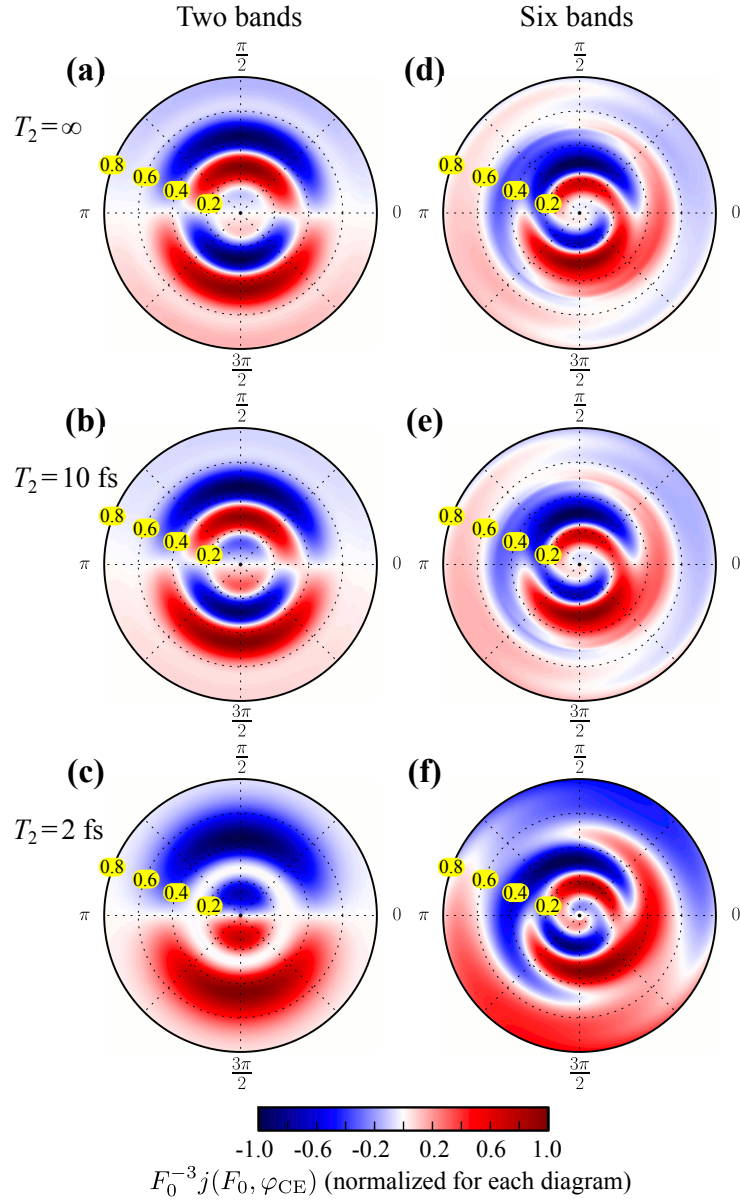 Two bands
Six bands
(a)
π/2
T₂ = ∞
0.8
0.6
0.4
0.2
π
0
3π/2
(d)
π/2
0.8
0.6
0.4
0.2
π
0
3π/2
(b)
π/2
T₂ = 10 fs
0.8
0.6
0.4
0.2
π
0
3π/2
(e)
π/2
0.8
0.6
0.4
0.2
π
0
3π/2
(c)
π/2
T₂ = 2 fs
0.8
0.6
0.4
0.2
π
0
3π/2
(f)
π/2
0.8
0.6
0.4
0.2
π
0
3π/2
-1.0 -0.6 -0.2 0.2 0.6 1.0
F₀⁻³j(F₀, φ_CE) (normalized for each diagram)